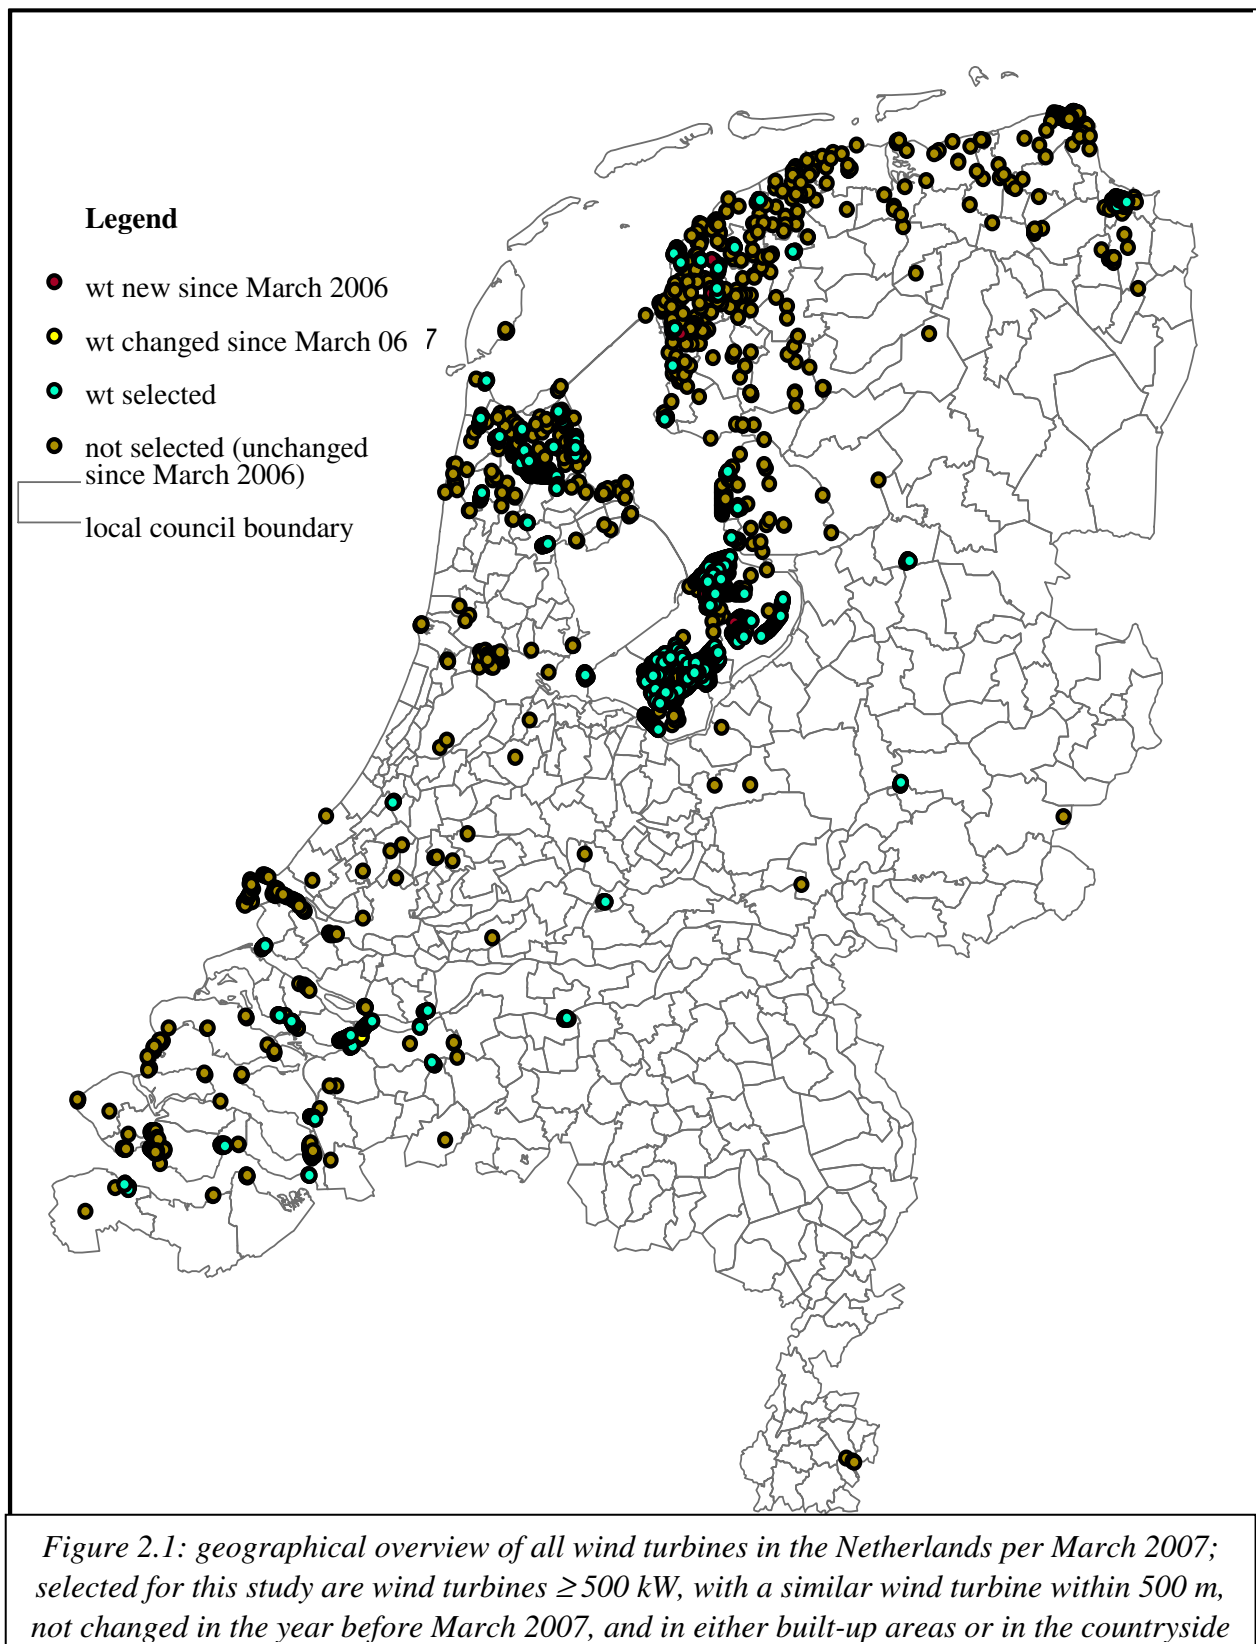 Legend
wt new since March 2006
wt changed since March 06 7
wt selected
not selected (unchanged
since March 2006)
local council boundary
Figure 2.1: geographical overview of all wind turbines in the Netherlands per March 2007;
selected for this study are wind turbines ≥ 500 kW, with a similar wind turbine within 500 m,
not changed in the year before March 2007, and in either built-up areas or in the countryside